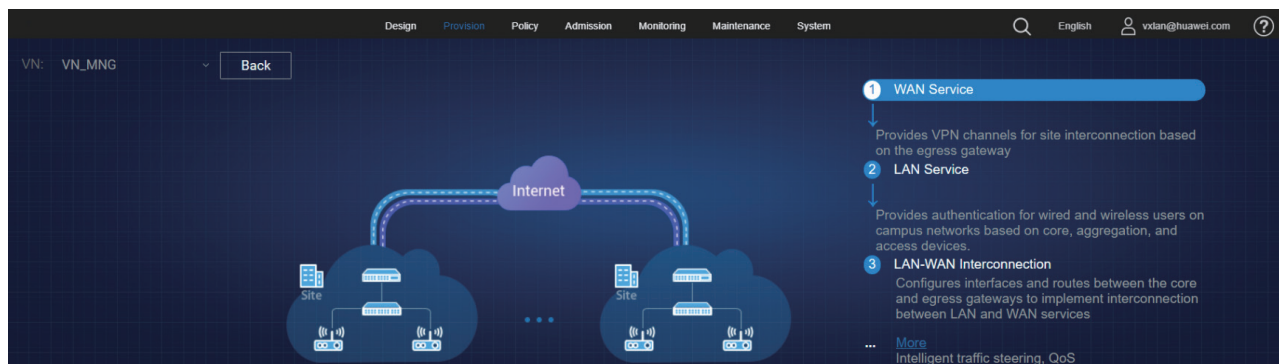 Design Provision Policy Admission Monitoring Maintenance System English vxlan@huawei.com ?
VN: VN_MNG Back
1 WAN Service
Provides VPN channels for site interconnection based
on the egress gateway
2 LAN Service
Provides authentication for wired and wireless users on
campus networks based on core, aggregation, and
access devices.
3 LAN-WAN Interconnection
Configures interfaces and routes between the core
and egress gateways to implement interconnection
between LAN and WAN services
... More
Intelligent traffic steering, QoS
Internet
Site
Site